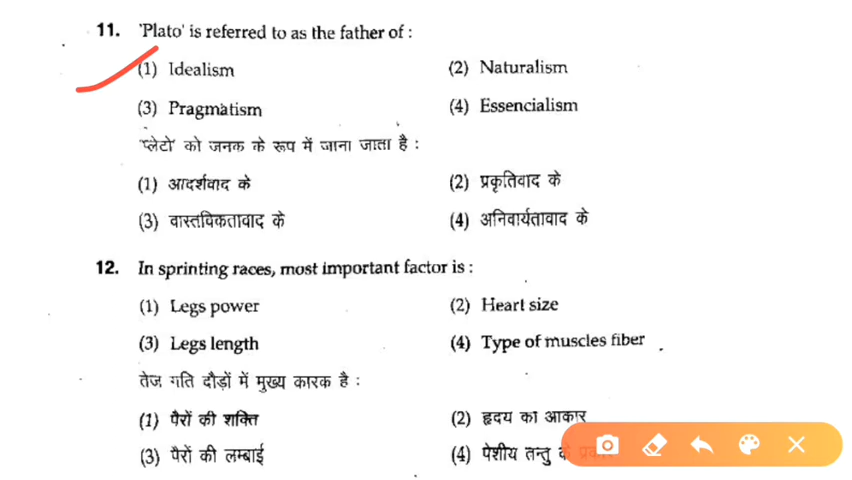 11. 'Plato' is referred to as the father of :
(1) Idealism (2) Naturalism
(3) Pragmatism (4) Essencialism
'प्लेटो' को जनक के रूप में जाना जाता है :
(1) आदर्शवाद के (2) प्रकृतिवाद के
(3) वास्तविकतावाद के (4) अनिवार्यतावाद के
12. In sprinting races, most important factor is :
(1) Legs power (2) Heart size
(3) Legs length (4) Type of muscles fiber
तेज गति दौड़ों में मुख्य कारक है :
(1) पैरों की शक्ति (2) हृदय का आकार
(3) पैरों की लम्बाई (4) पेशीय तन्तु